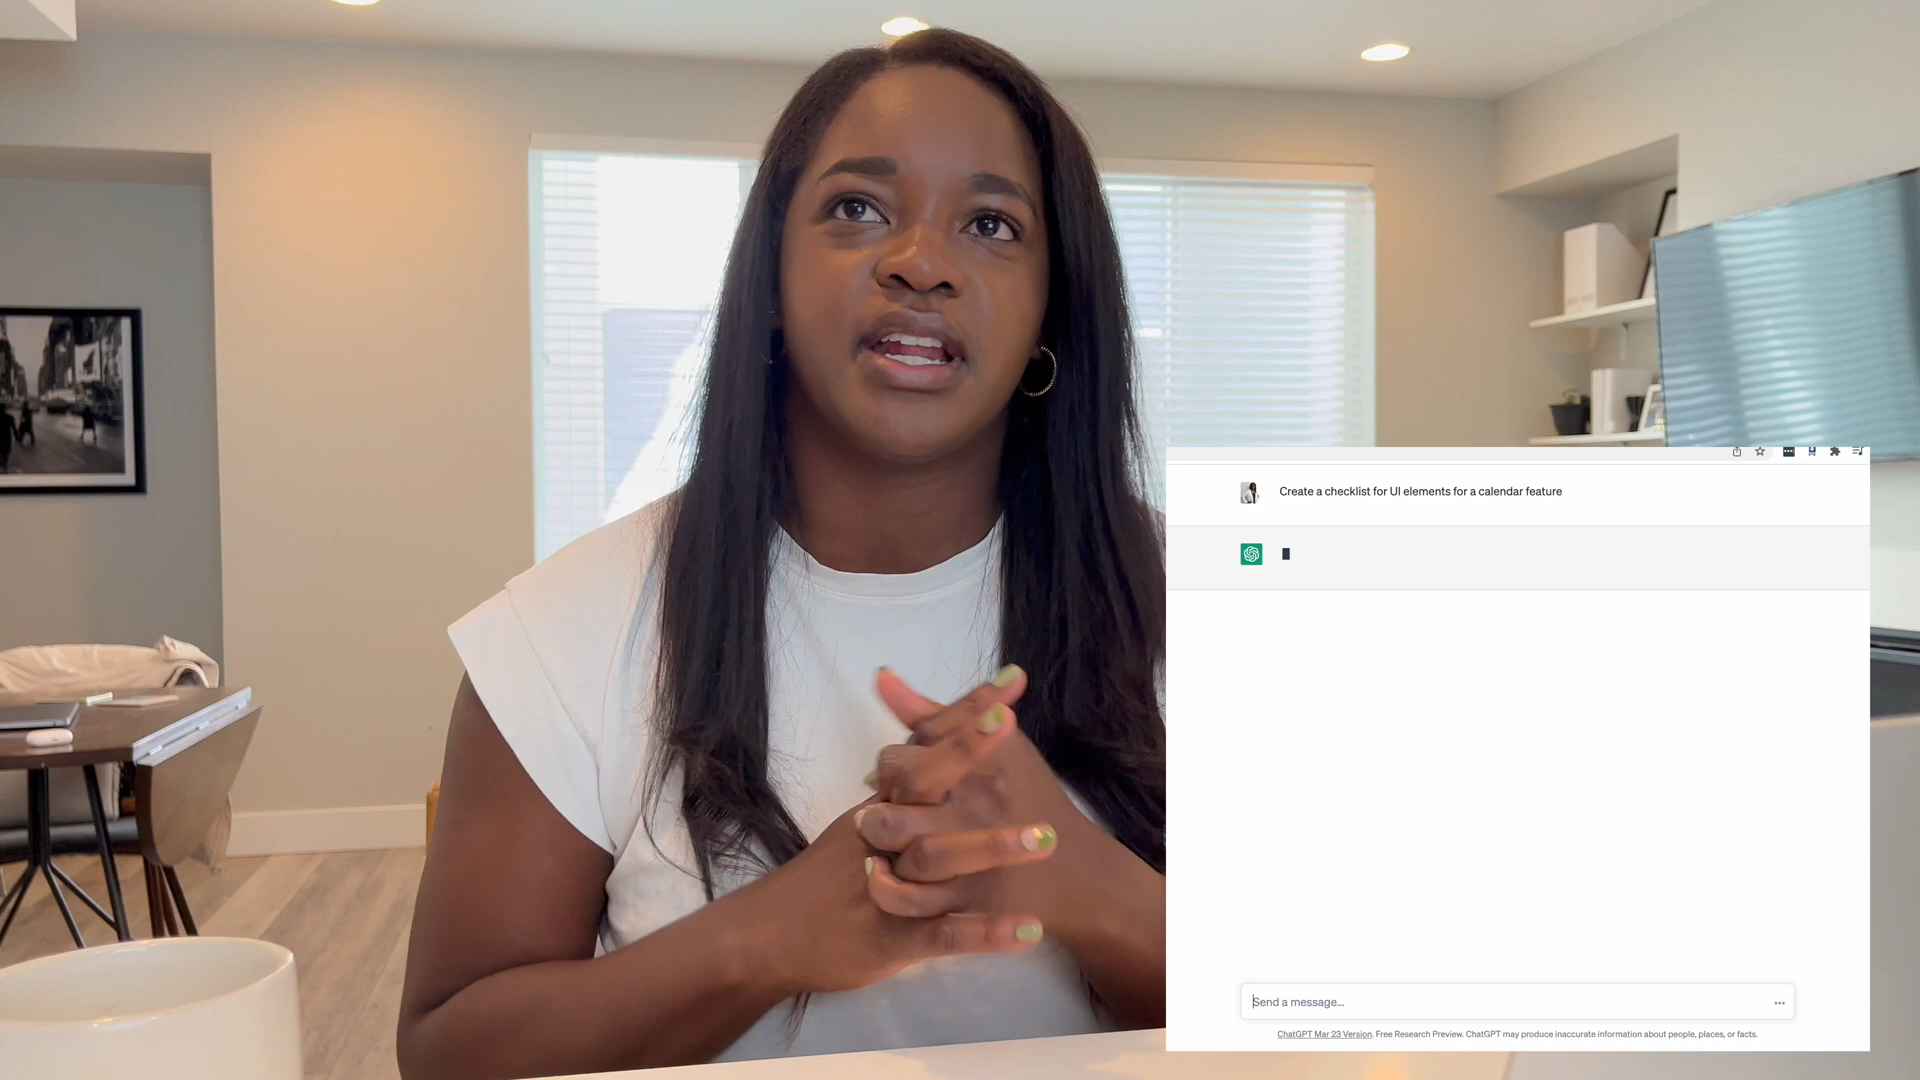 Create a checklist for UI elements for a calendar feature
Send a message...
ChatGPT Mar 23 Version. Free Research Preview. ChatGPT may produce inaccurate information about people, places, or facts.